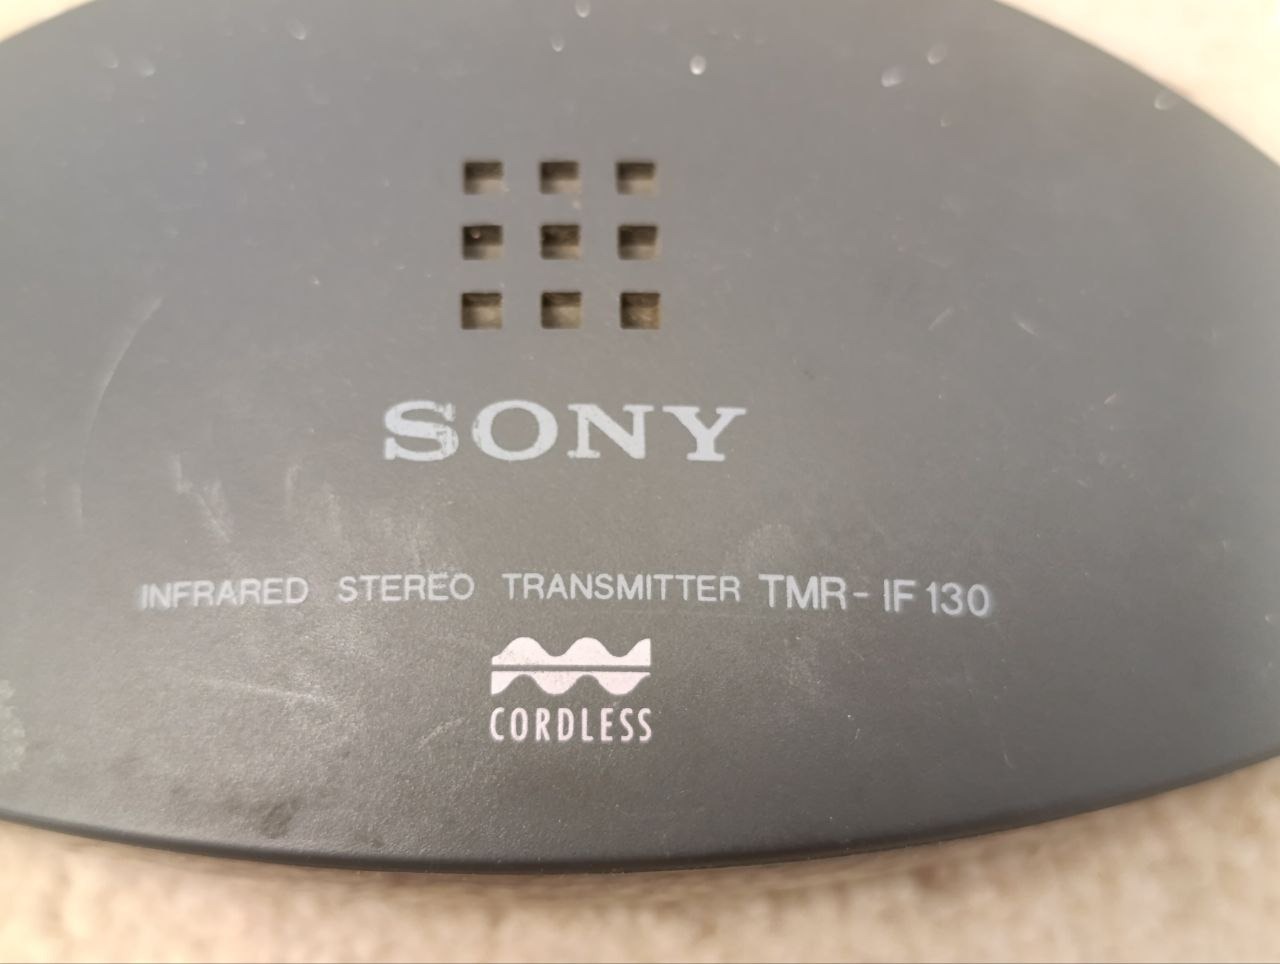 SONY
INFRARED STEREO TRANSMITTER TMR-IF130
CORDLESS